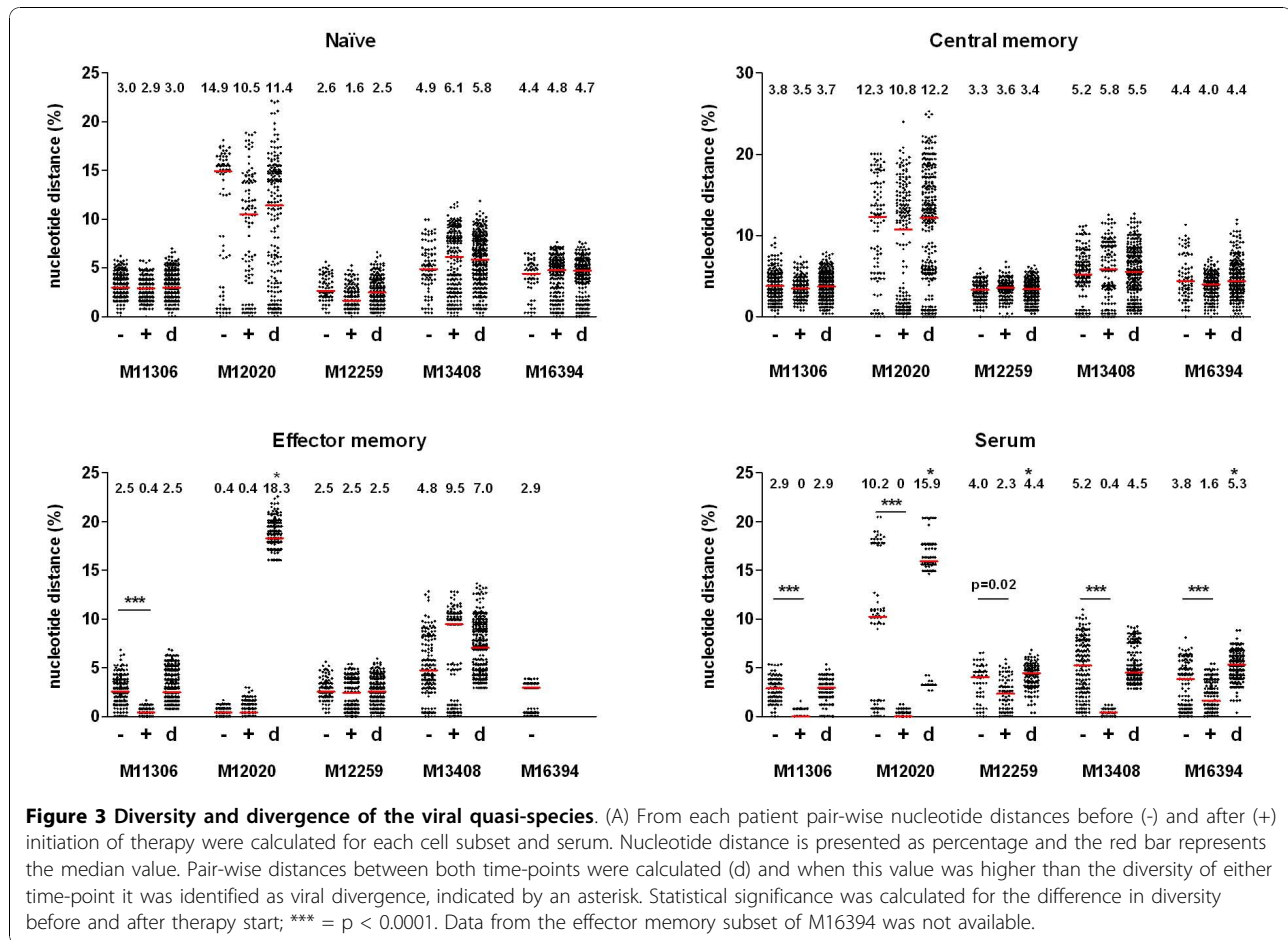 Naïve
25
20
15
10
5
0
nucleotide distance (%)
3.0 2.9 3.0 14.9 10.5 11.4 2.6 1.6 2.5 4.9 6.1 5.8 4.4 4.8 4.7
- + d - + d - + d - + d - + d
M11306 M12020 M12259 M13408 M16394
Central memory
30
20
10
0
nucleotide distance (%)
3.8 3.5 3.7 12.3 10.8 12.2 3.3 3.6 3.4 5.2 5.8 5.5 4.4 4.0 4.4
- + d - + d - + d - + d - + d
M11306 M12020 M12259 M13408 M16394
Effector memory
25
20
15
10
5
0
nucleotide distance (%)
*
2.5 0.4 2.5 0.4 0.4 18.3 2.5 2.5 2.5 4.8 9.5 7.0 2.9
***
- + d - + d - + d - + d -
M11306 M12020 M12259 M13408 M16394
Serum
25
20
15
10
5
0
nucleotide distance (%)
* * *
2.9 0 2.9 10.2 0 15.9 4.0 2.3 4.4 5.2 0.4 4.5 3.8 1.6 5.3
*** *** p=0.02 *** ***
- + d - + d - + d - + d - + d
M11306 M12020 M12259 M13408 M16394
Figure 3 Diversity and divergence of the viral quasi-species. (A) From each patient pair-wise nucleotide distances before (-) and after (+)
initiation of therapy were calculated for each cell subset and serum. Nucleotide distance is presented as percentage and the red bar represents
the median value. Pair-wise distances between both time-points were calculated (d) and when this value was higher than the diversity of either
time-point it was identified as viral divergence, indicated by an asterisk. Statistical significance was calculated for the difference in diversity
before and after therapy start; *** = p < 0.0001. Data from the effector memory subset of M16394 was not available.